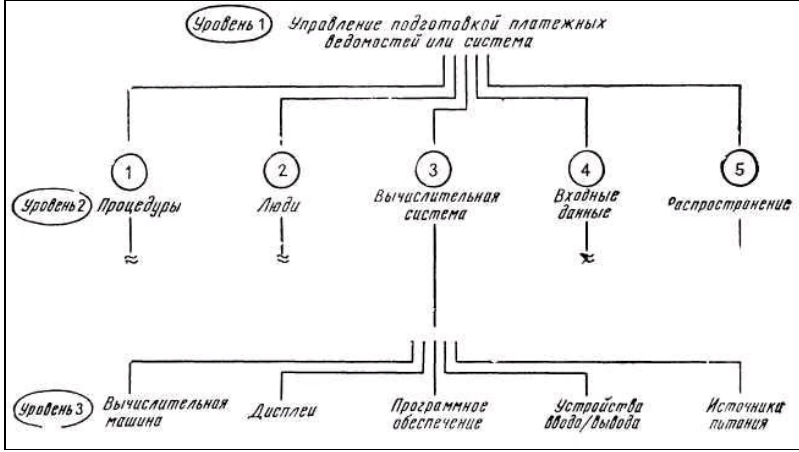 Уровень 1 Управление подготовкой платежных
ведомостей или система
1 2 3 4 5
Уровень 2 Процедуры Люди Вычислительная система Входные данные Распространение
Уровень 3 Вычислительная машина Дисплеи Программное обеспечение Устройства ввода/вывода Источники питания